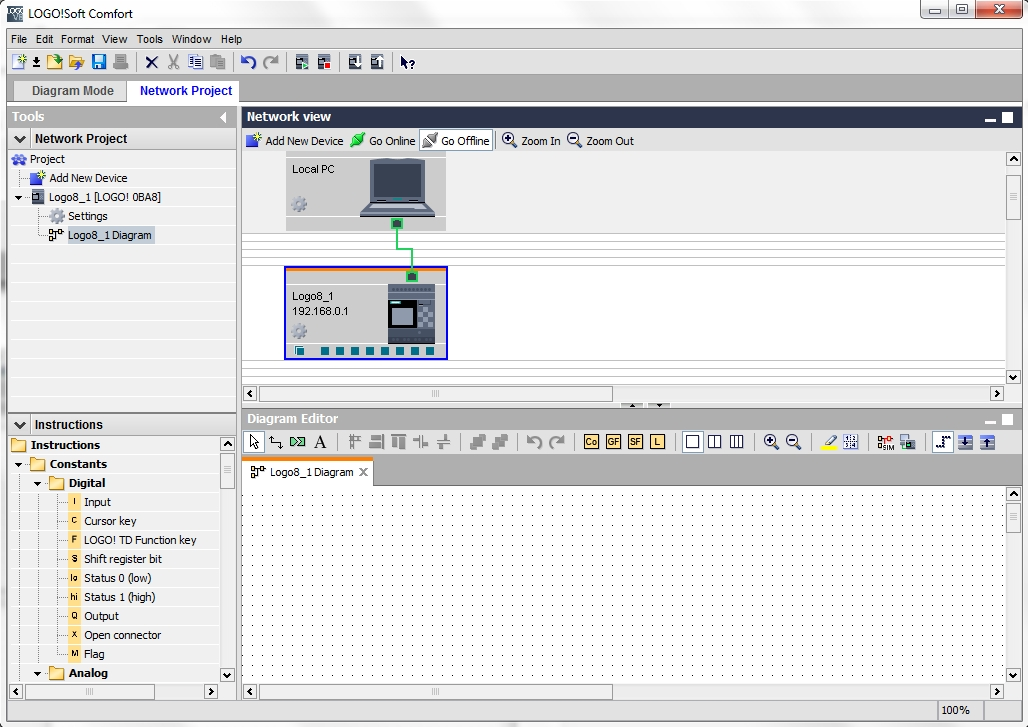 LOGO!Soft Comfort
File Edit Format View Tools Window Help
Diagram Mode Network Project
Tools
Network Project
Project
Add New Device
Logo8_1 [LOGO! 0BA8]
Settings
Logo8_1 Diagram
Instructions
Instructions
Constants
Digital
I Input
C Cursor key
F LOGO! TD Function key
S Shift register bit
lo Status 0 (low)
hi Status 1 (high)
Q Output
X Open connector
M Flag
Analog
Network view
Add New Device Go Online Go Offline Zoom In Zoom Out
Local PC
Logo8_1
192.168.0.1
Diagram Editor
A Co GF SF L SIM
Logo8_1 Diagram
100%